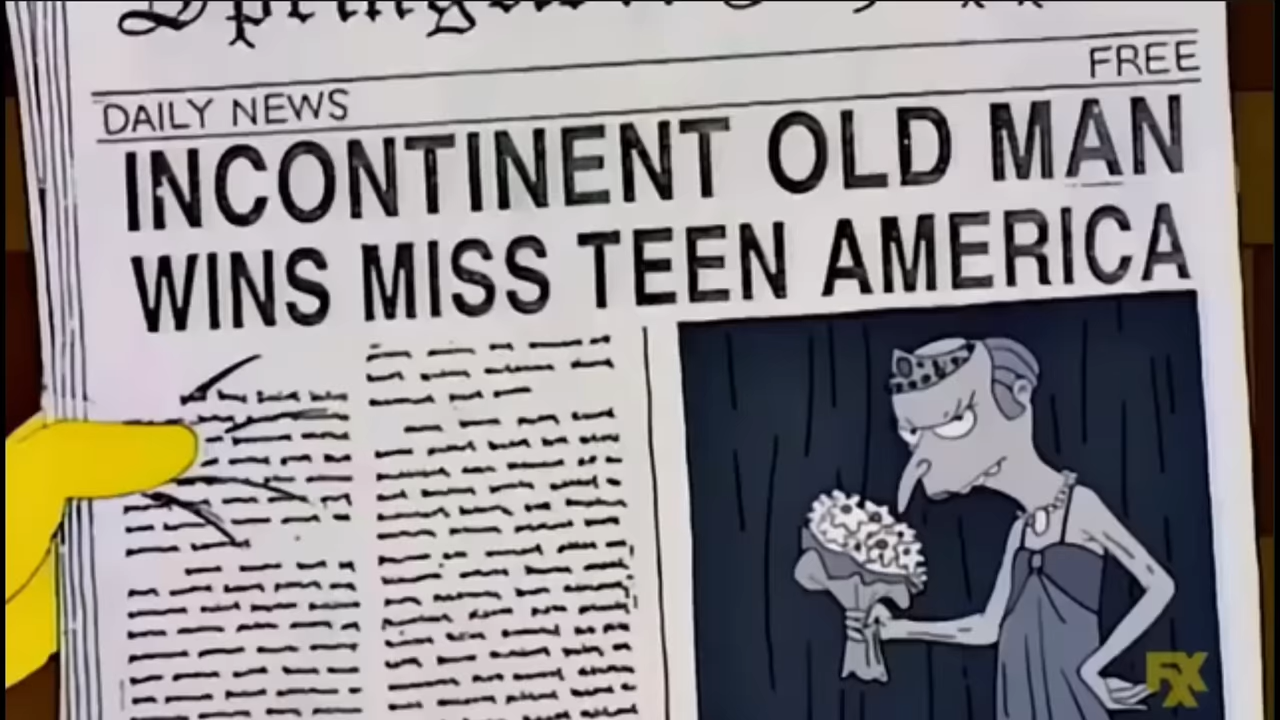 DAILY NEWS
FREE
INCONTINENT OLD MAN
WINS MISS TEEN AMERICA
FX